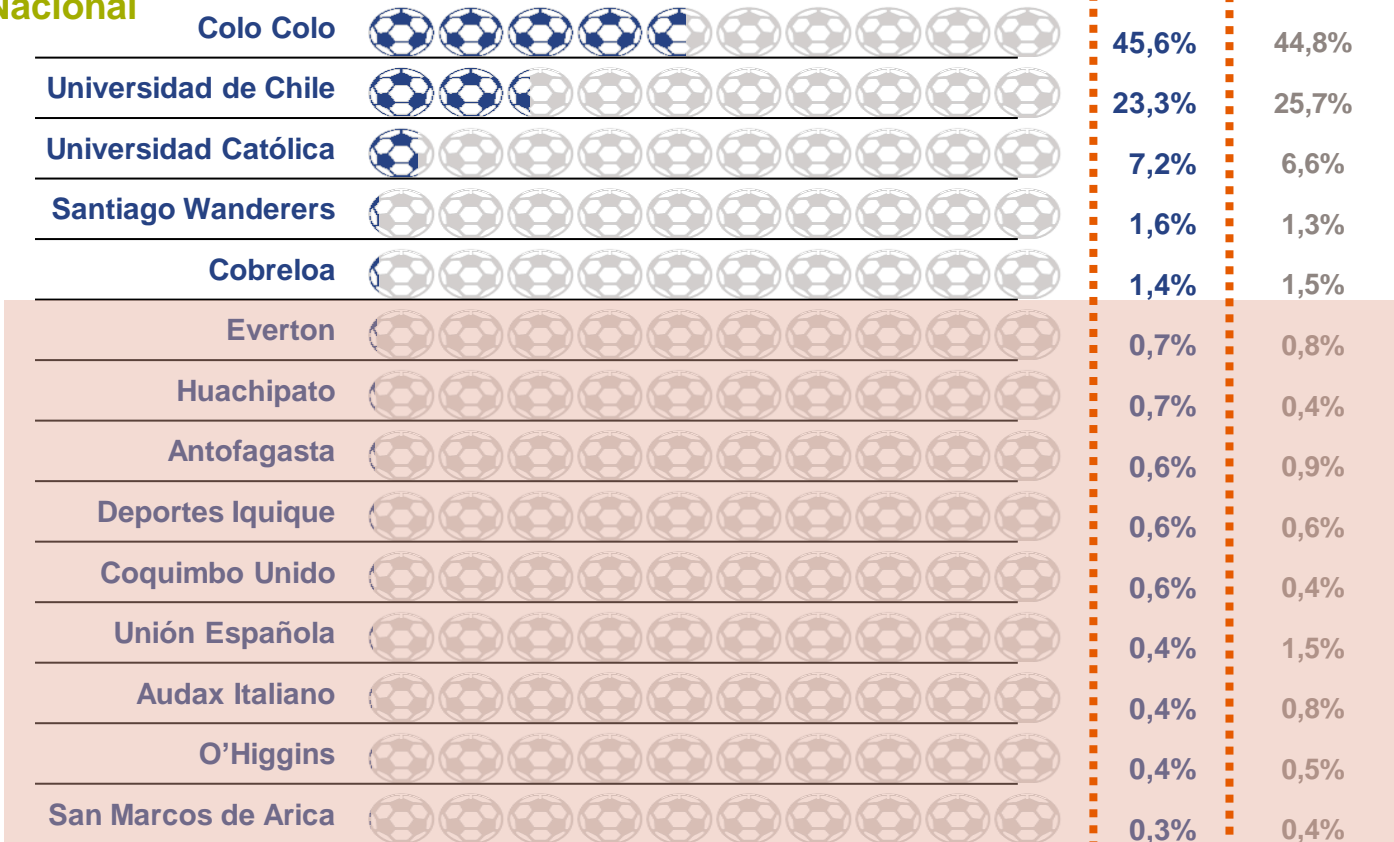 Nacional
Colo Colo 45,6% 44,8%
Universidad de Chile 23,3% 25,7%
Universidad Católica 7,2% 6,6%
Santiago Wanderers 1,6% 1,3%
Cobreloa 1,4% 1,5%
Everton 0,7% 0,8%
Huachipato 0,7% 0,4%
Antofagasta 0,6% 0,9%
Deportes Iquique 0,6% 0,6%
Coquimbo Unido 0,6% 0,4%
Unión Española 0,4% 1,5%
Audax Italiano 0,4% 0,8%
O’Higgins 0,4% 0,5%
San Marcos de Arica 0,3% 0,4%